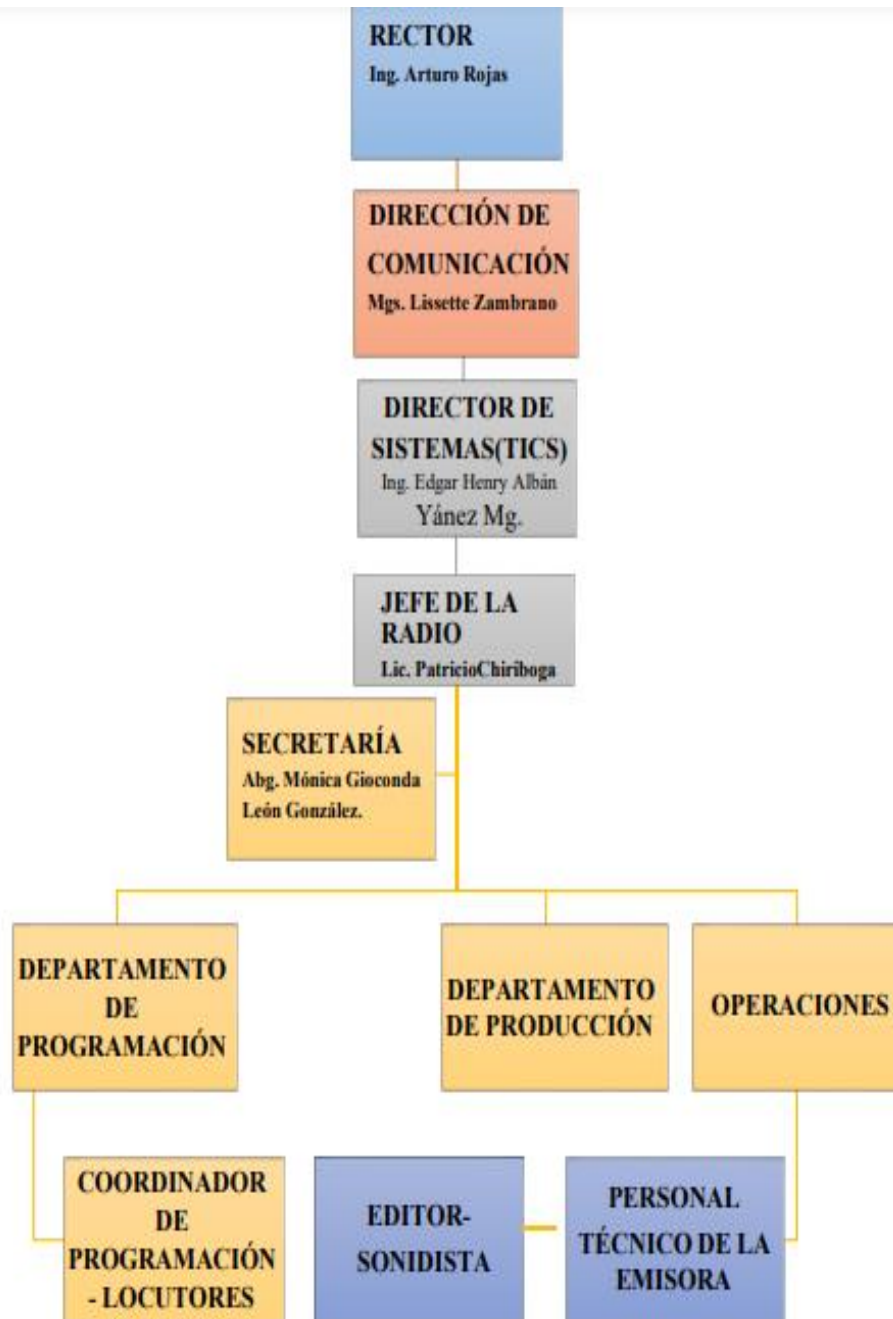 RECTOR
Ing. Arturo Rojas
DIRECCIÓN DE
COMUNICACIÓN
Mgs. Lissette Zambrano
DIRECTOR DE
SISTEMAS(TICS)
Ing. Edgar Henry Albán
Yánez Mg.
JEFE DE LA
RADIO
Lic. PatricioChiriboga
SECRETARÍA
Abg. Mónica Gioconda
León González.
DEPARTAMENTO
DE
PROGRAMACIÓN
DEPARTAMENTO
DE PRODUCCIÓN
OPERACIONES
COORDINADOR
DE
PROGRAMACIÓN
- LOCUTORES
EDITOR-
SONIDISTA
PERSONAL
TÉCNICO DE LA
EMISORA